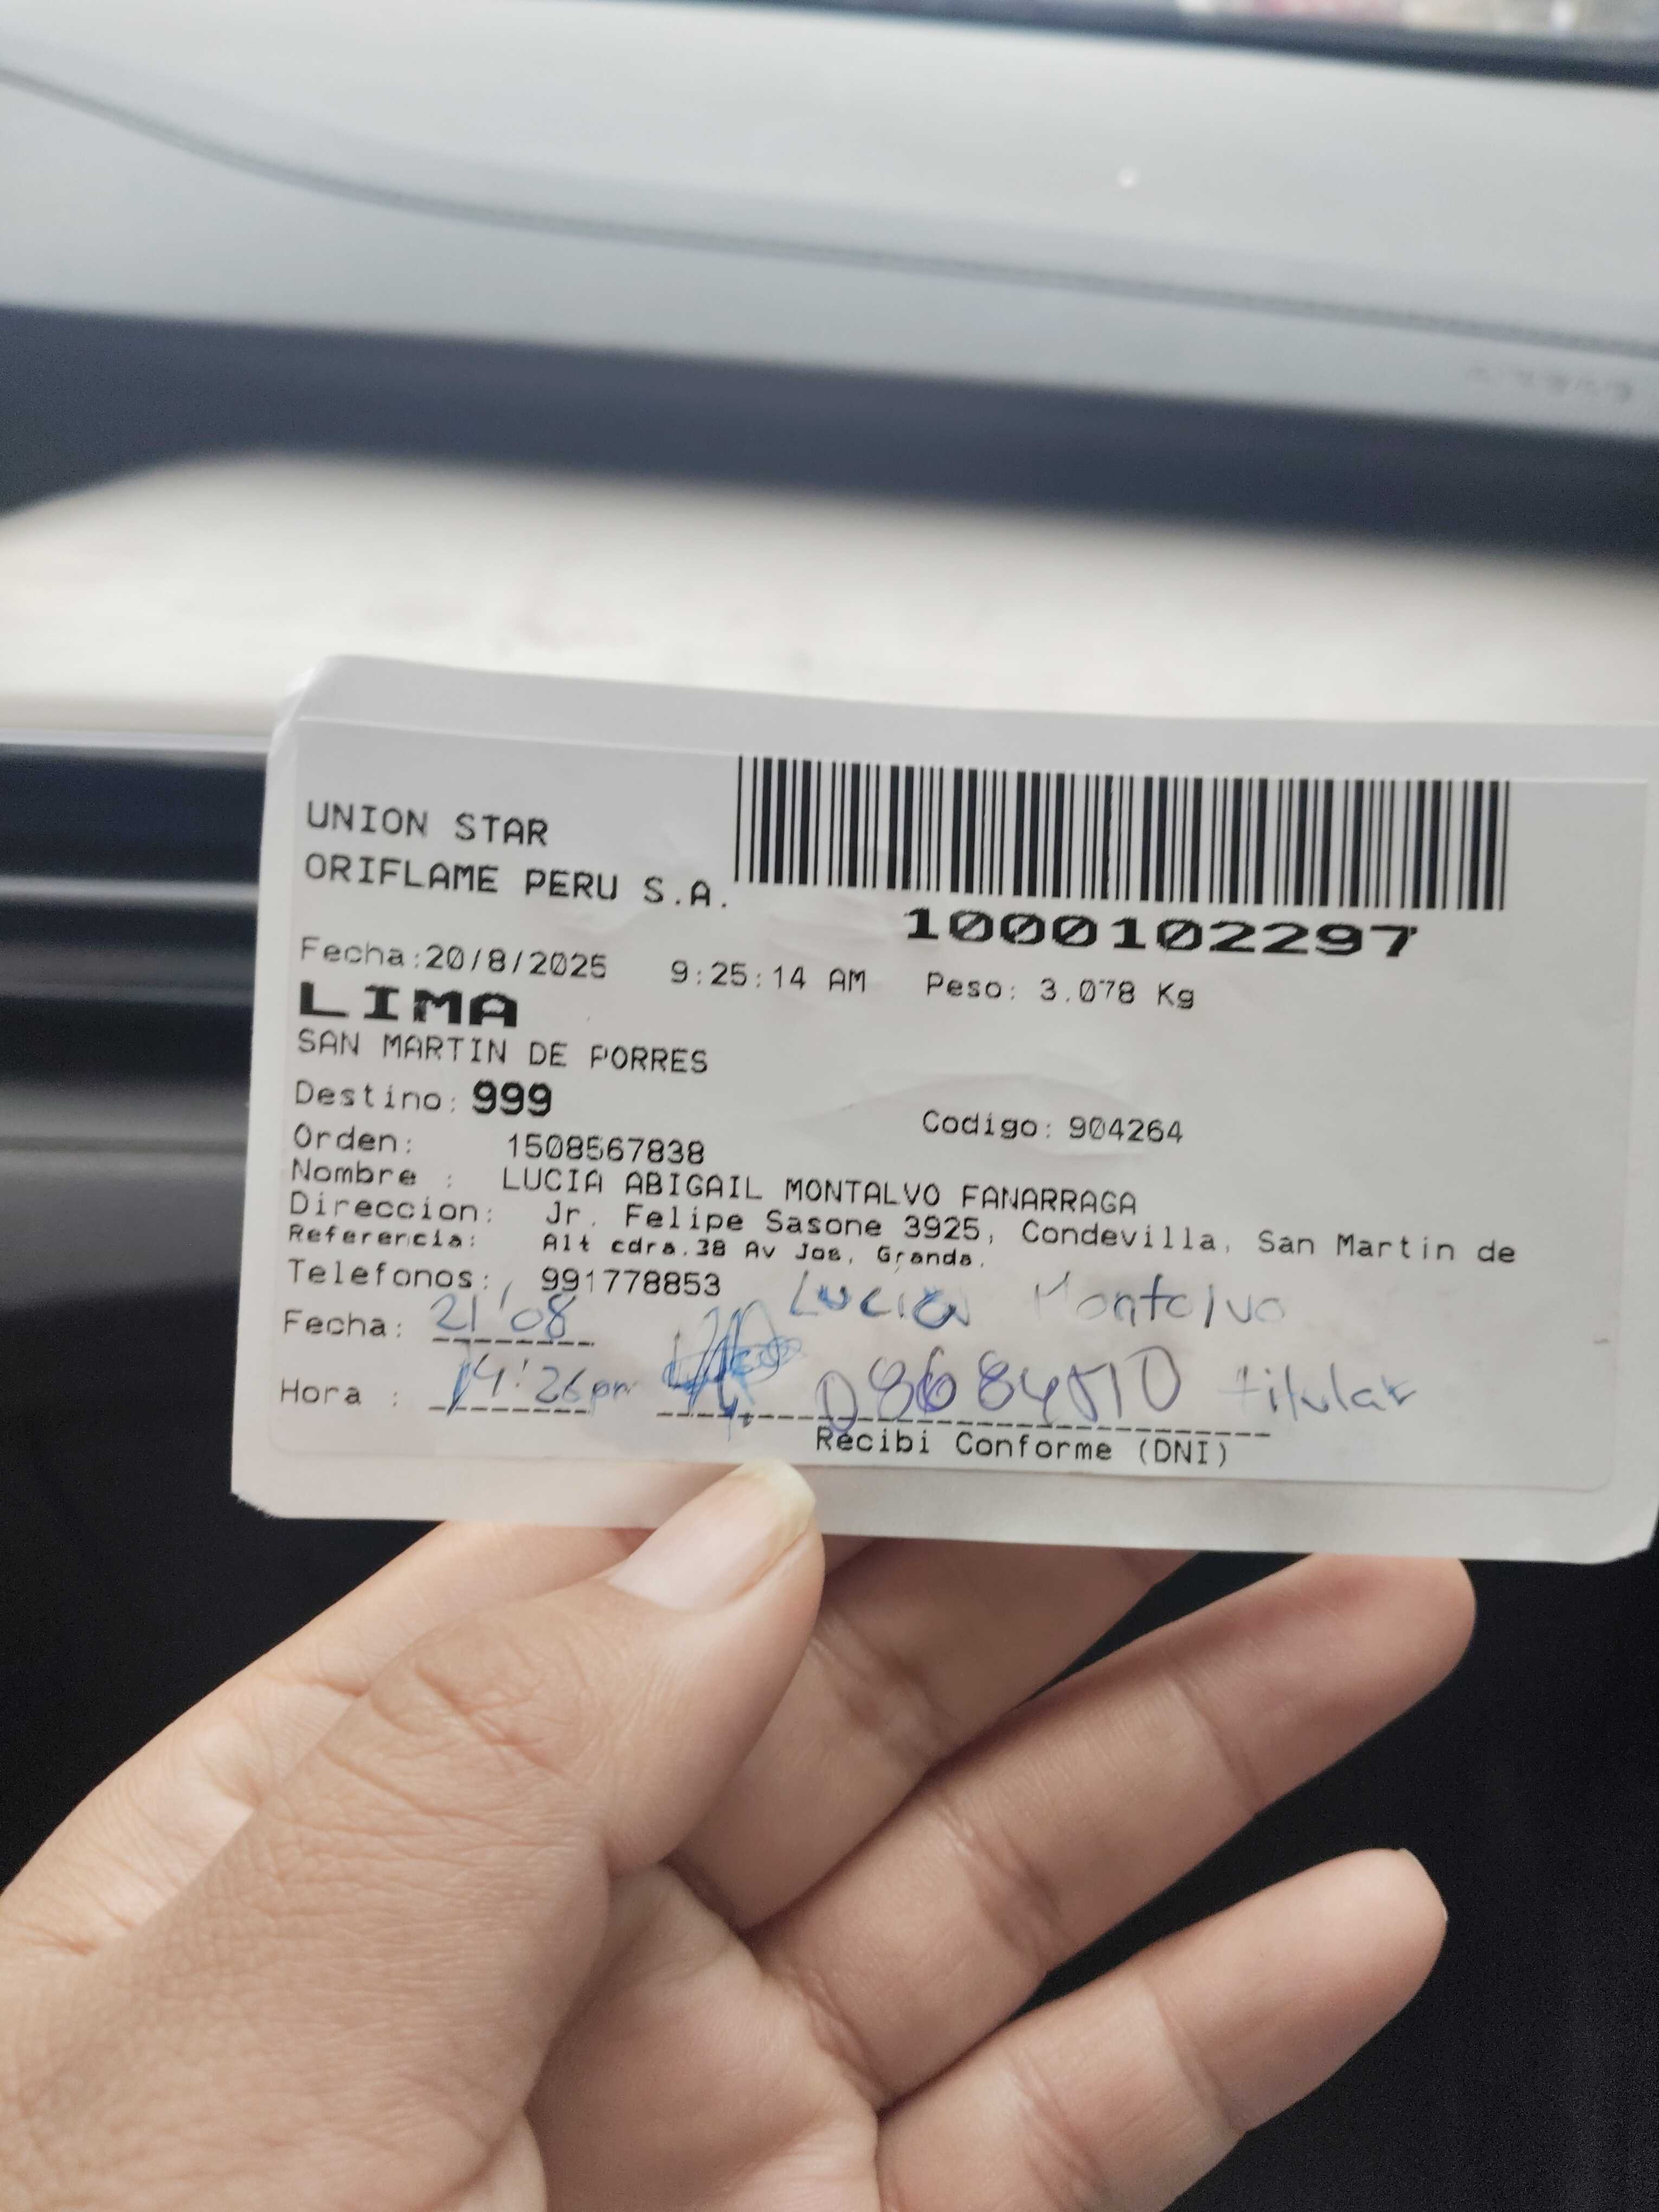 UNION STAR
ORIFLAME PERU S.A.
1000102297
Fecha:20/8/2025 9:25:14 AM Peso: 3.078 Kg
LIMA
SAN MARTIN DE PORRES
Destino: 999 Codigo: 904264
Orden: 1508567838
Nombre : LUCIA ABIGAIL MONTALVO FANARRAGA
Direccion: Jr. Felipe Sasone 3925, Condevilla, San Martin de
Referencia: Alt cdra.38 Av Jos, Granda.
Telefonos: 991778853
Lucia Montalvo
Fecha: 21/08
Hora : 14:26 pm titular
Recibi Conforme (DNI)